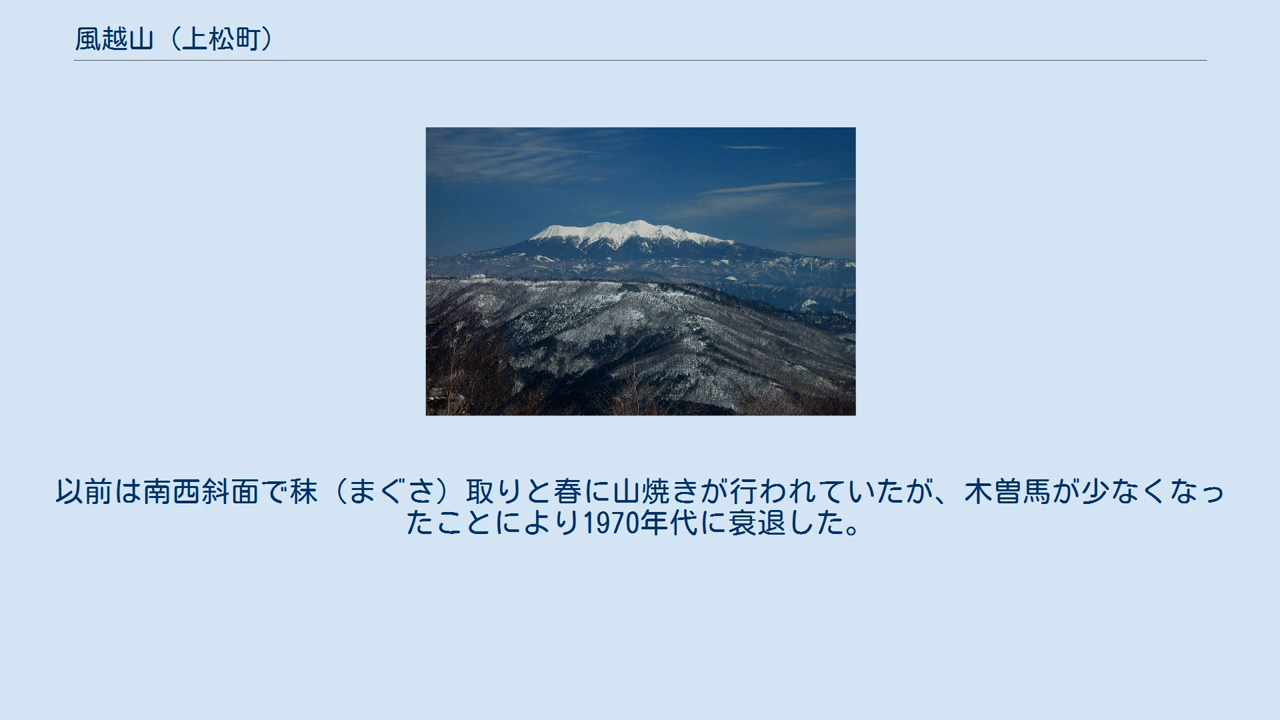 風越山（上松町）
以前は南西斜面で秣（まぐさ）取りと春に山焼きが行われていたが、木曽馬が少なくなっ
たことにより1970年代に衰退した。